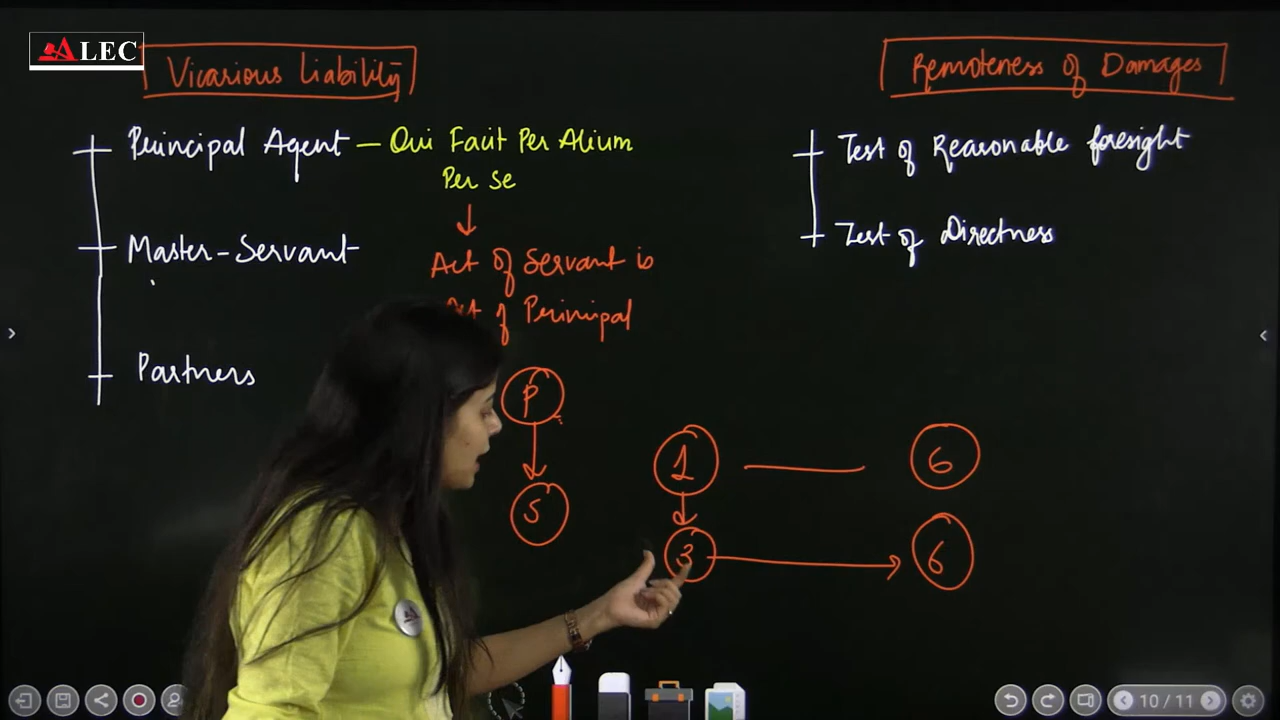 ALEC
Vicarious Liability
Principal Agent - Qui Facit Per Alium
Per Se
Master-Servant
Act of Servant is
Act of Principal
Partners
P
S
1
6
3
6
Remoteness of Damages
Test of Reasonable foresight
Test of Directness
10 / 11